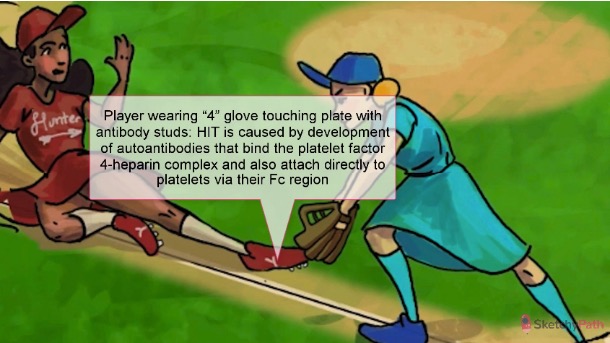 Hunter
Player wearing “4” glove touching plate with
antibody studs: HIT is caused by development
of autoantibodies that bind the platelet factor
4-heparin complex and also attach directly to
platelets via their Fc region
SketchyPath